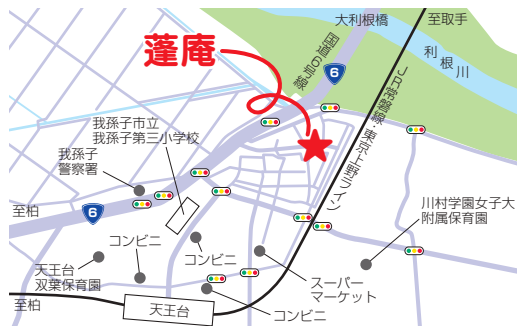 大利根橋
至取手
国道6号線
利根川
蓬庵
6
JR常磐線・東京上野ライン
我孫子市立
我孫子第三小学校
我孫子
警察署
至柏
6
川村学園女子大
附属保育園
コンビニ
コンビニ
天王台
双葉保育園
スーパー
マーケット
至柏
天王台
コンビニ